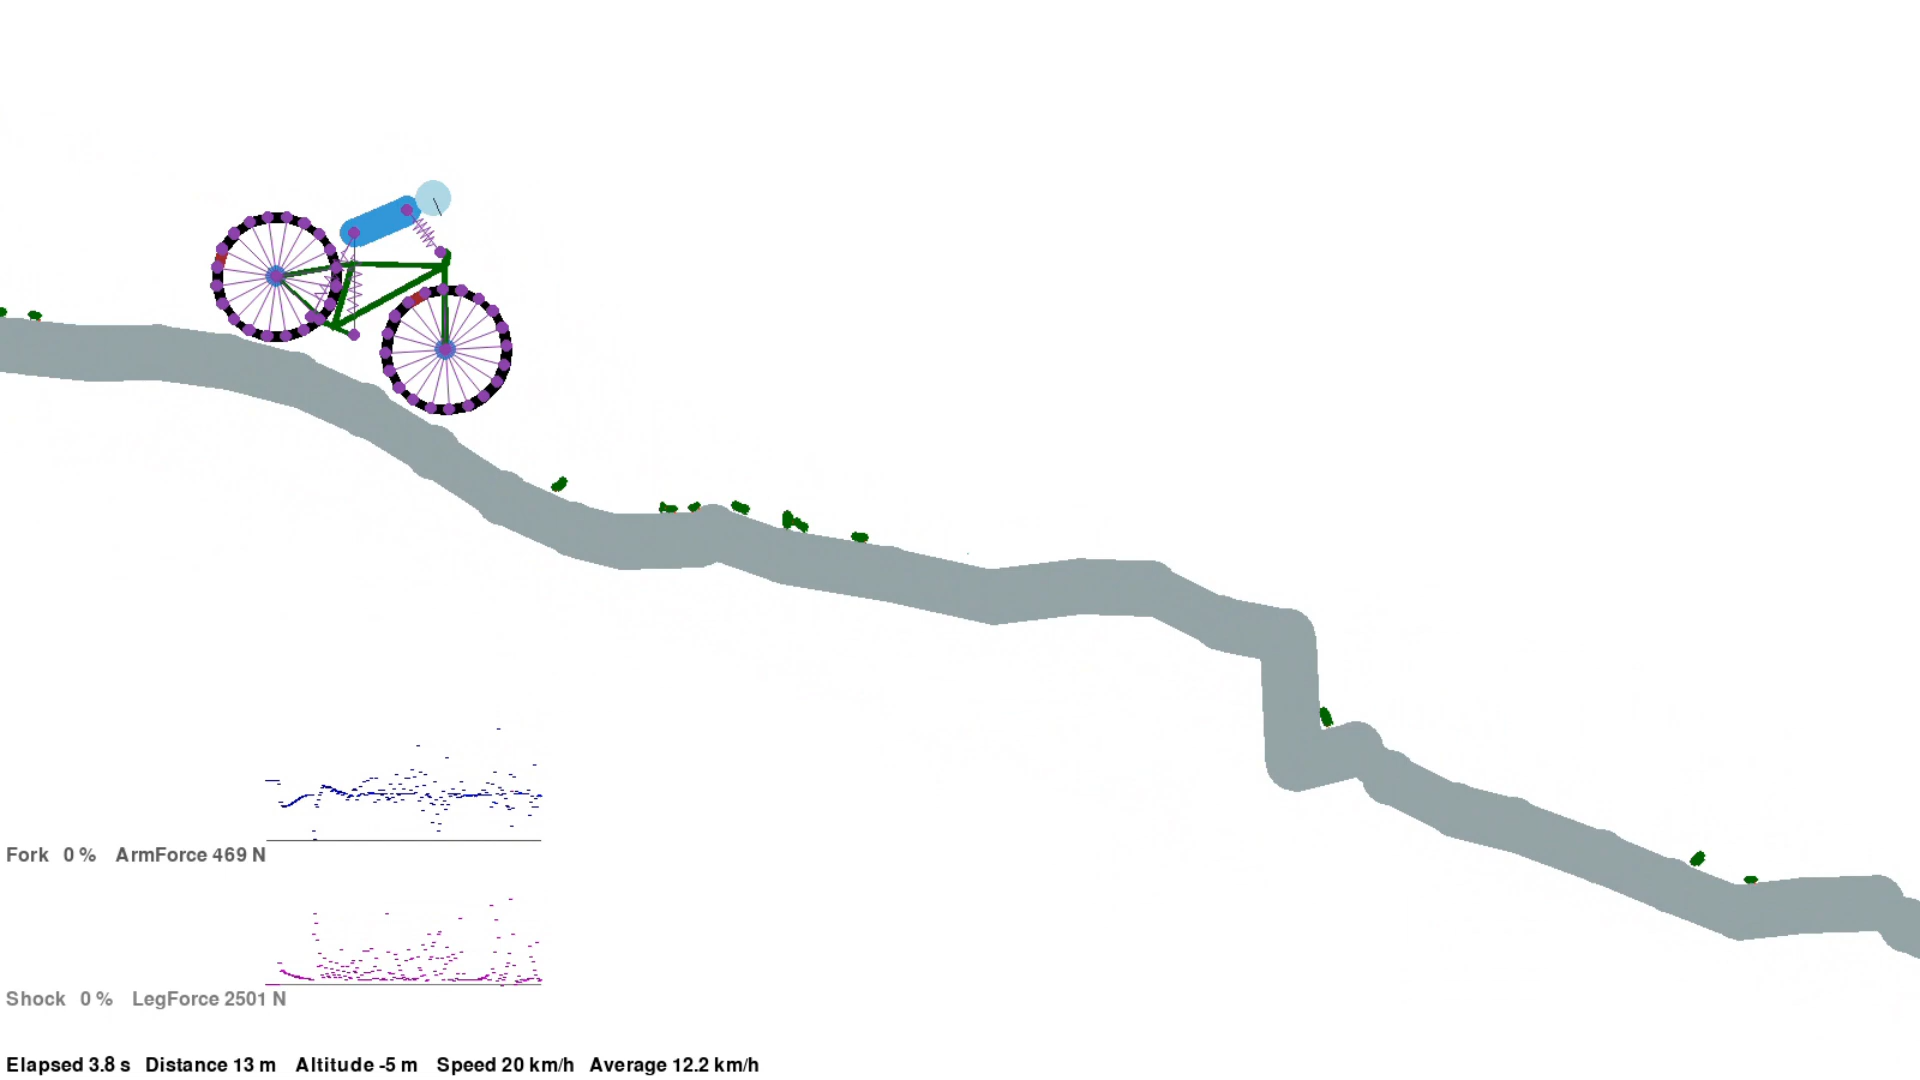 Fork 0 % ArmForce 469 N
Shock 0 % LegForce 2501 N
Elapsed 3.8 s Distance 13 m Altitude -5 m Speed 20 km/h Average 12.2 km/h